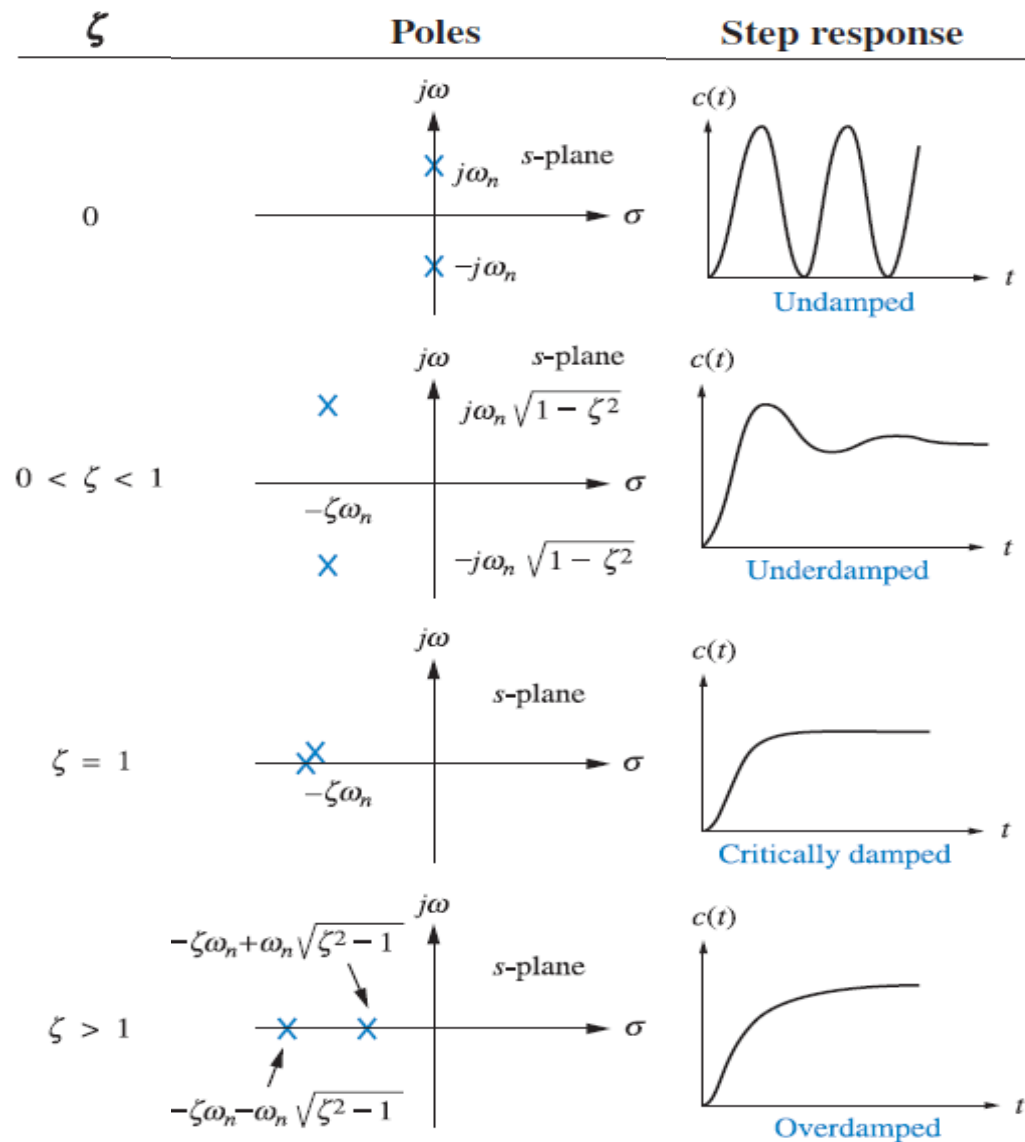 ζ Poles Step response
jω
s-plane
jωₙ
σ
−jωₙ
0
c(t)
t
Undamped
jω
s-plane
jωₙ√1 − ζ²
σ
−ζωₙ
−jωₙ√1 − ζ²
0 < ζ < 1
c(t)
t
Underdamped
jω
s-plane
σ
−ζωₙ
ζ = 1
c(t)
t
Critically damped
jω
−ζωₙ+ωₙ√ζ² − 1
s-plane
σ
−ζωₙ−ωₙ√ζ² − 1
ζ > 1
c(t)
t
Overdamped